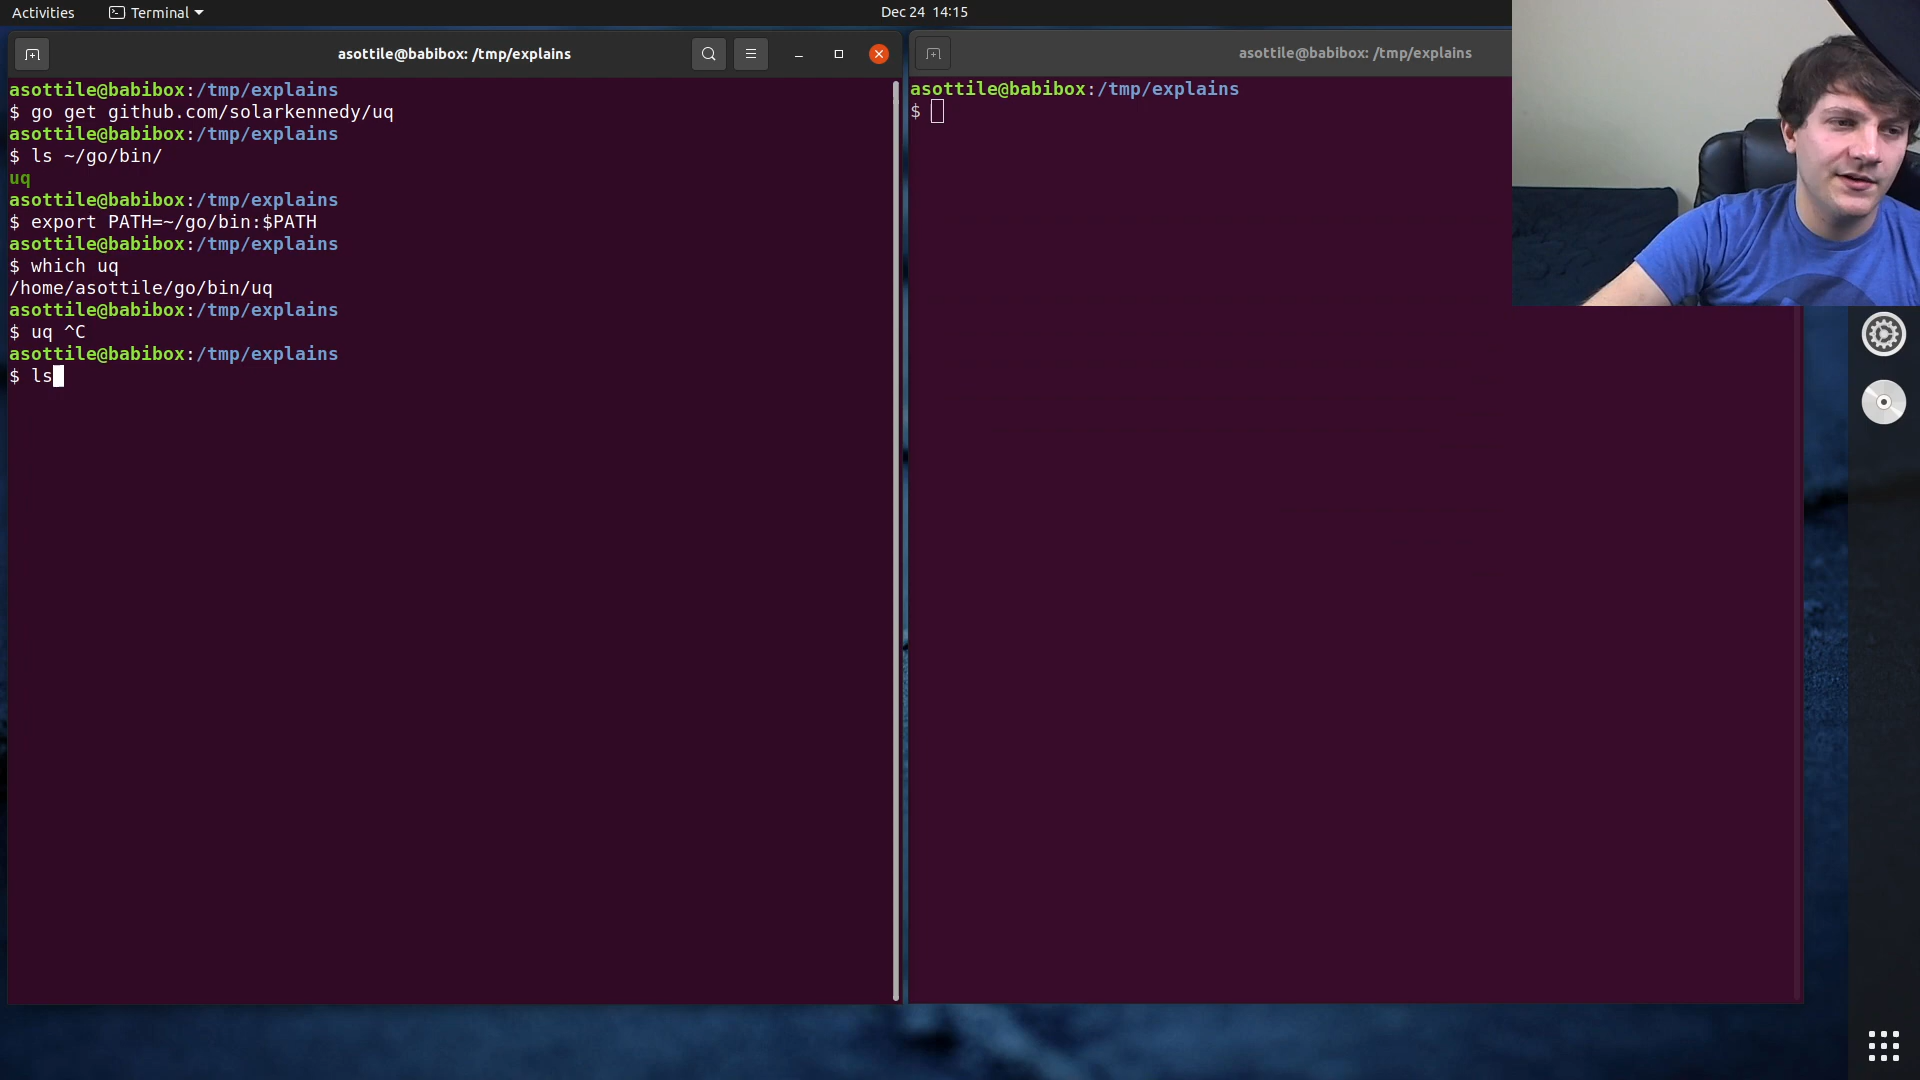 Activities
Terminal
Dec 24 14:15
asottile@babibox: /tmp/explains
asottile@babibox:/tmp/explains
$ go get github.com/solarkennedy/uq
asottile@babibox:/tmp/explains
$ ls ~/go/bin/
uq
asottile@babibox:/tmp/explains
$ export PATH=~/go/bin:$PATH
asottile@babibox:/tmp/explains
$ which uq
/home/asottile/go/bin/uq
asottile@babibox:/tmp/explains
$ uq ^C
asottile@babibox:/tmp/explains
$ ls
asottile@babibox: /tmp/explains
asottile@babibox:/tmp/explains
$